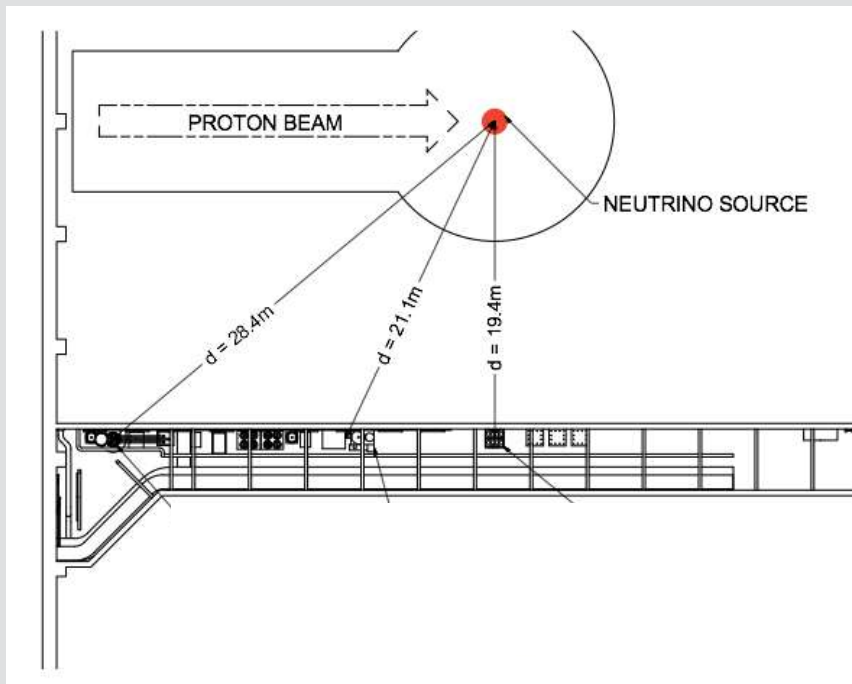 PROTON BEAM
NEUTRINO SOURCE
d = 28.4m
d = 21.1m
d = 19.4m